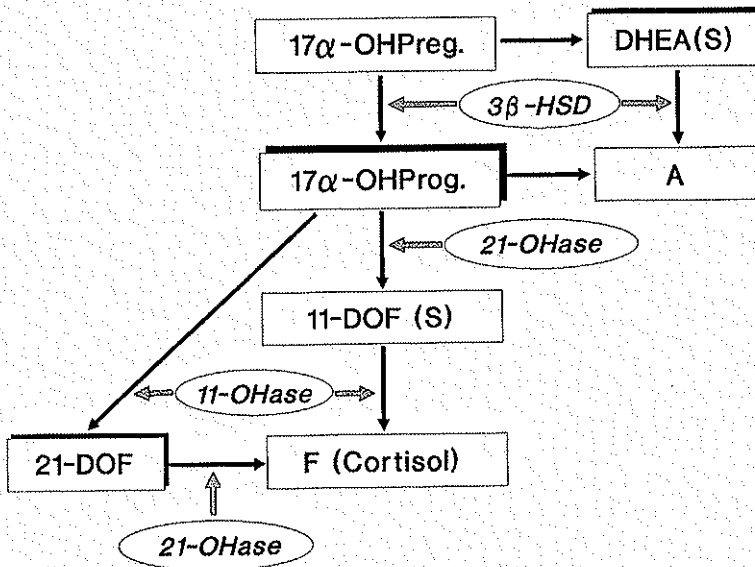 17α-OHPreg.
DHEA(S)
3β-HSD
17α-OHProg.
A
21-OHase
11-DOF (S)
11-OHase
21-DOF
F (Cortisol)
21-OHase